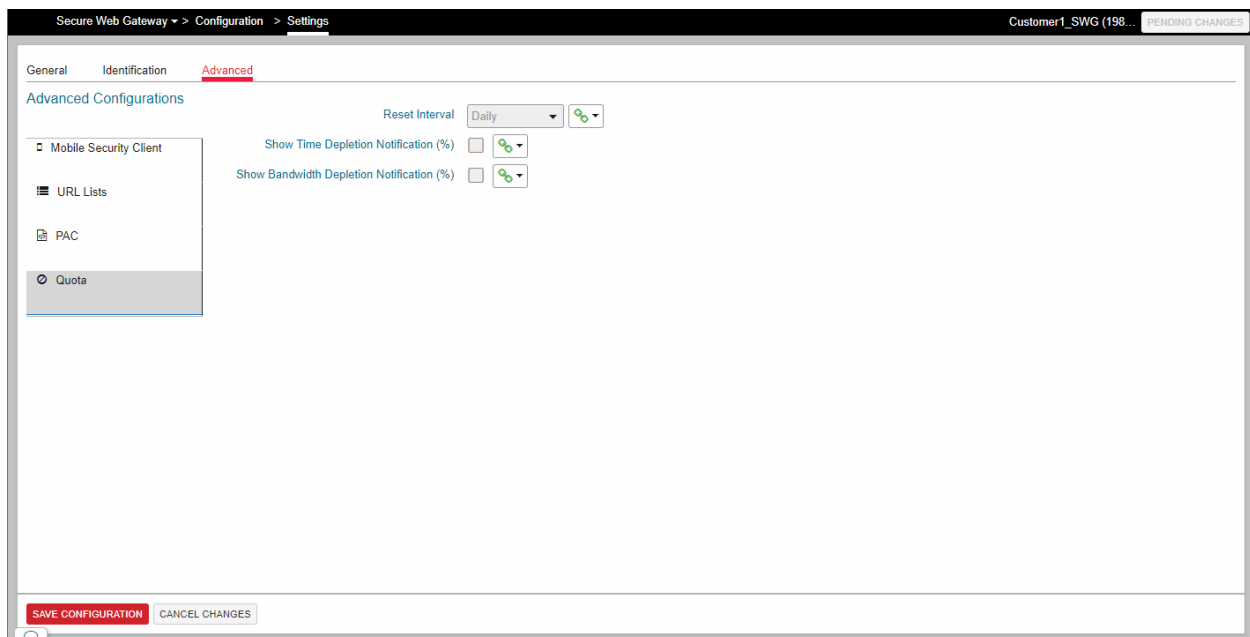 Secure Web Gateway > Configuration > Settings
Customer1_SWG (198... PENDING CHANGES
General Identification Advanced
Advanced Configurations
Reset Interval Daily
Mobile Security Client
Show Time Depletion Notification (%)
Show Bandwidth Depletion Notification (%)
URL Lists
PAC
Quota
SAVE CONFIGURATION CANCEL CHANGES